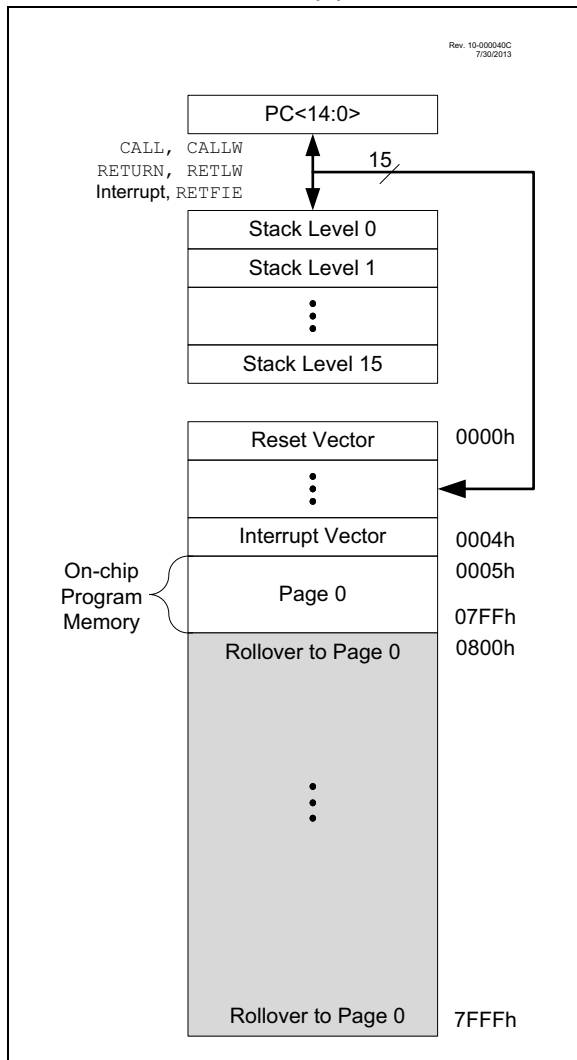 Rev. 10-000040C
7/30/2013
PC<14:0>
CALL, CALLW
RETURN, RETLW
Interrupt, RETFIE
15
Stack Level 0
Stack Level 1
Stack Level 15
Reset Vector
0000h
Interrupt Vector
0004h
On-chip
Program
Memory
0005h
Page 0
07FFh
Rollover to Page 0
0800h
Rollover to Page 0
7FFFh